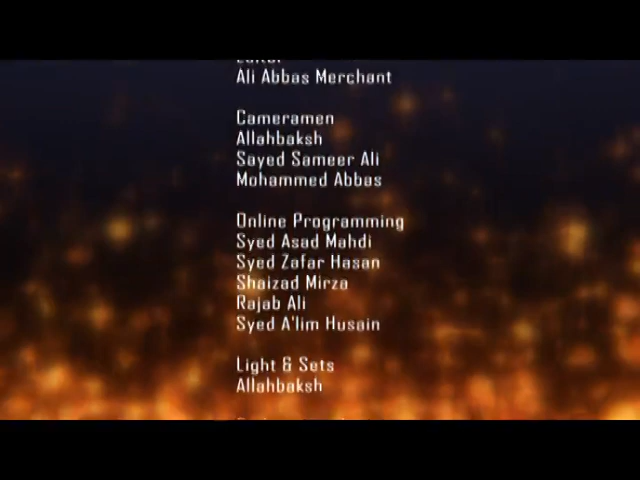 Editor
Ali Abbas Merchant
Cameramen
Allahbaksh
Sayed Sameer Ali
Mohammed Abbas
Online Programming
Syed Asad Mahdi
Syed Zafar Hasan
Shaizad Mirza
Rajab Ali
Syed A'lim Husain
Light & Sets
Allahbaksh